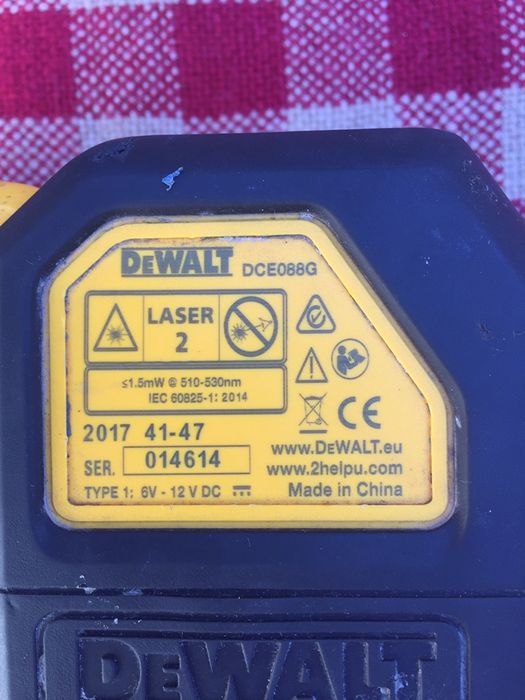 DEWALT DCE088G
LASER
2
≤1.5mW @ 510-530nm
IEC 60825-1: 2014
2017 41-47
SER. 014614
TYPE 1: 6V - 12 V DC
CE
www.DEWALT.eu
www.2helpu.com
Made in China
DEWALT